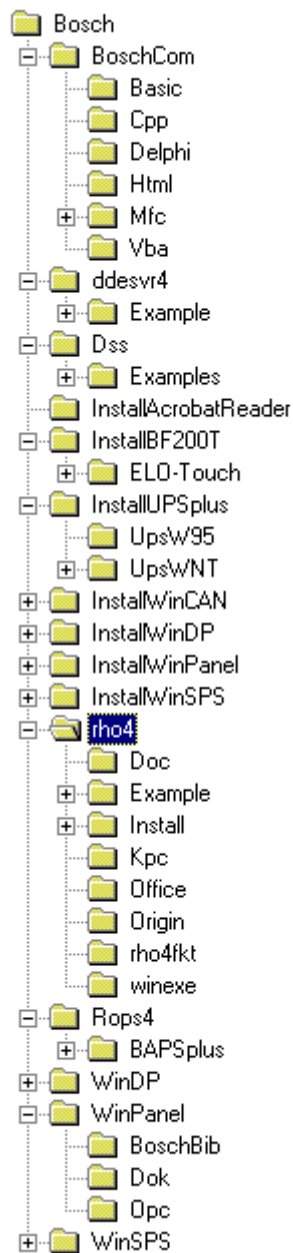 Bosch
BoschCom
Basic
Cpp
Delphi
Html
Mfc
Vba
ddesvr4
Example
Dss
Examples
InstallAcrobatReader
InstallBF200T
ELO-Touch
InstallUPSplus
UpsW95
UpsWNT
InstallWinCAN
InstallWinDP
InstallWinPanel
InstallWinSPS
rho4
Doc
Example
Install
Kpc
Office
Origin
rho4fkt
winexe
Rops4
BAPSplus
WinDP
WinPanel
BoschBib
Dok
Opc
WinSPS